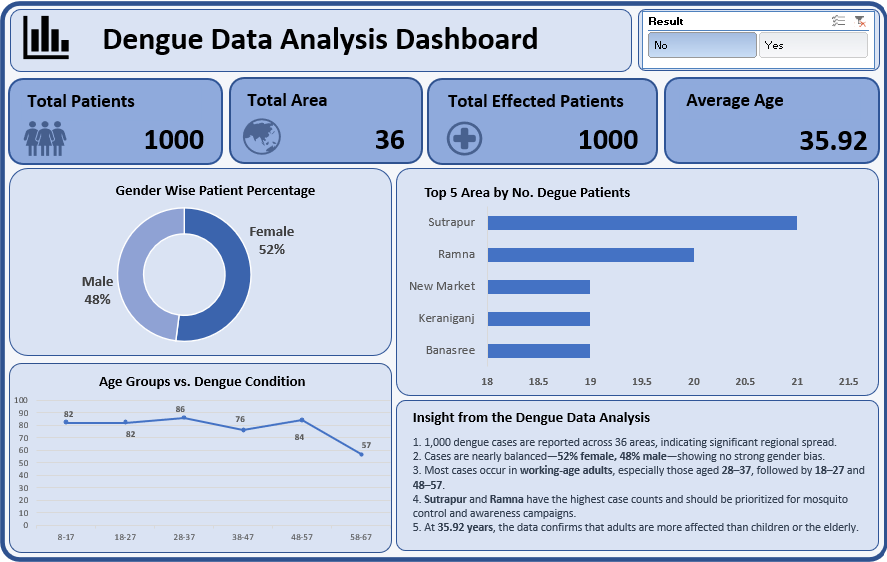 Dengue Data Analysis Dashboard
Result
No
Yes
Total Patients
1000
Total Area
36
Total Effected Patients
1000
Average Age
35.92
Gender Wise Patient Percentage
Female
52%
Male
48%
Top 5 Area by No. Degue Patients
Sutrapur
Ramna
New Market
Keraniganj
Banasree
18 18.5 19 19.5 20 20.5 21 21.5
Age Groups vs. Dengue Condition
100
90
80
70
60
50
40
30
20
10
0
82
82
86
76
84
57
8-17 18-27 28-37 38-47 48-57 58-67
Insight from the Dengue Data Analysis
1. 1,000 dengue cases are reported across 36 areas, indicating significant regional spread.
2. Cases are nearly balanced—52% female, 48% male—showing no strong gender bias.
3. Most cases occur in working-age adults, especially those aged 28–37, followed by 18–27 and
48–57.
4. Sutrapur and Ramna have the highest case counts and should be prioritized for mosquito
control and awareness campaigns.
5. At 35.92 years, the data confirms that adults are more affected than children or the elderly.